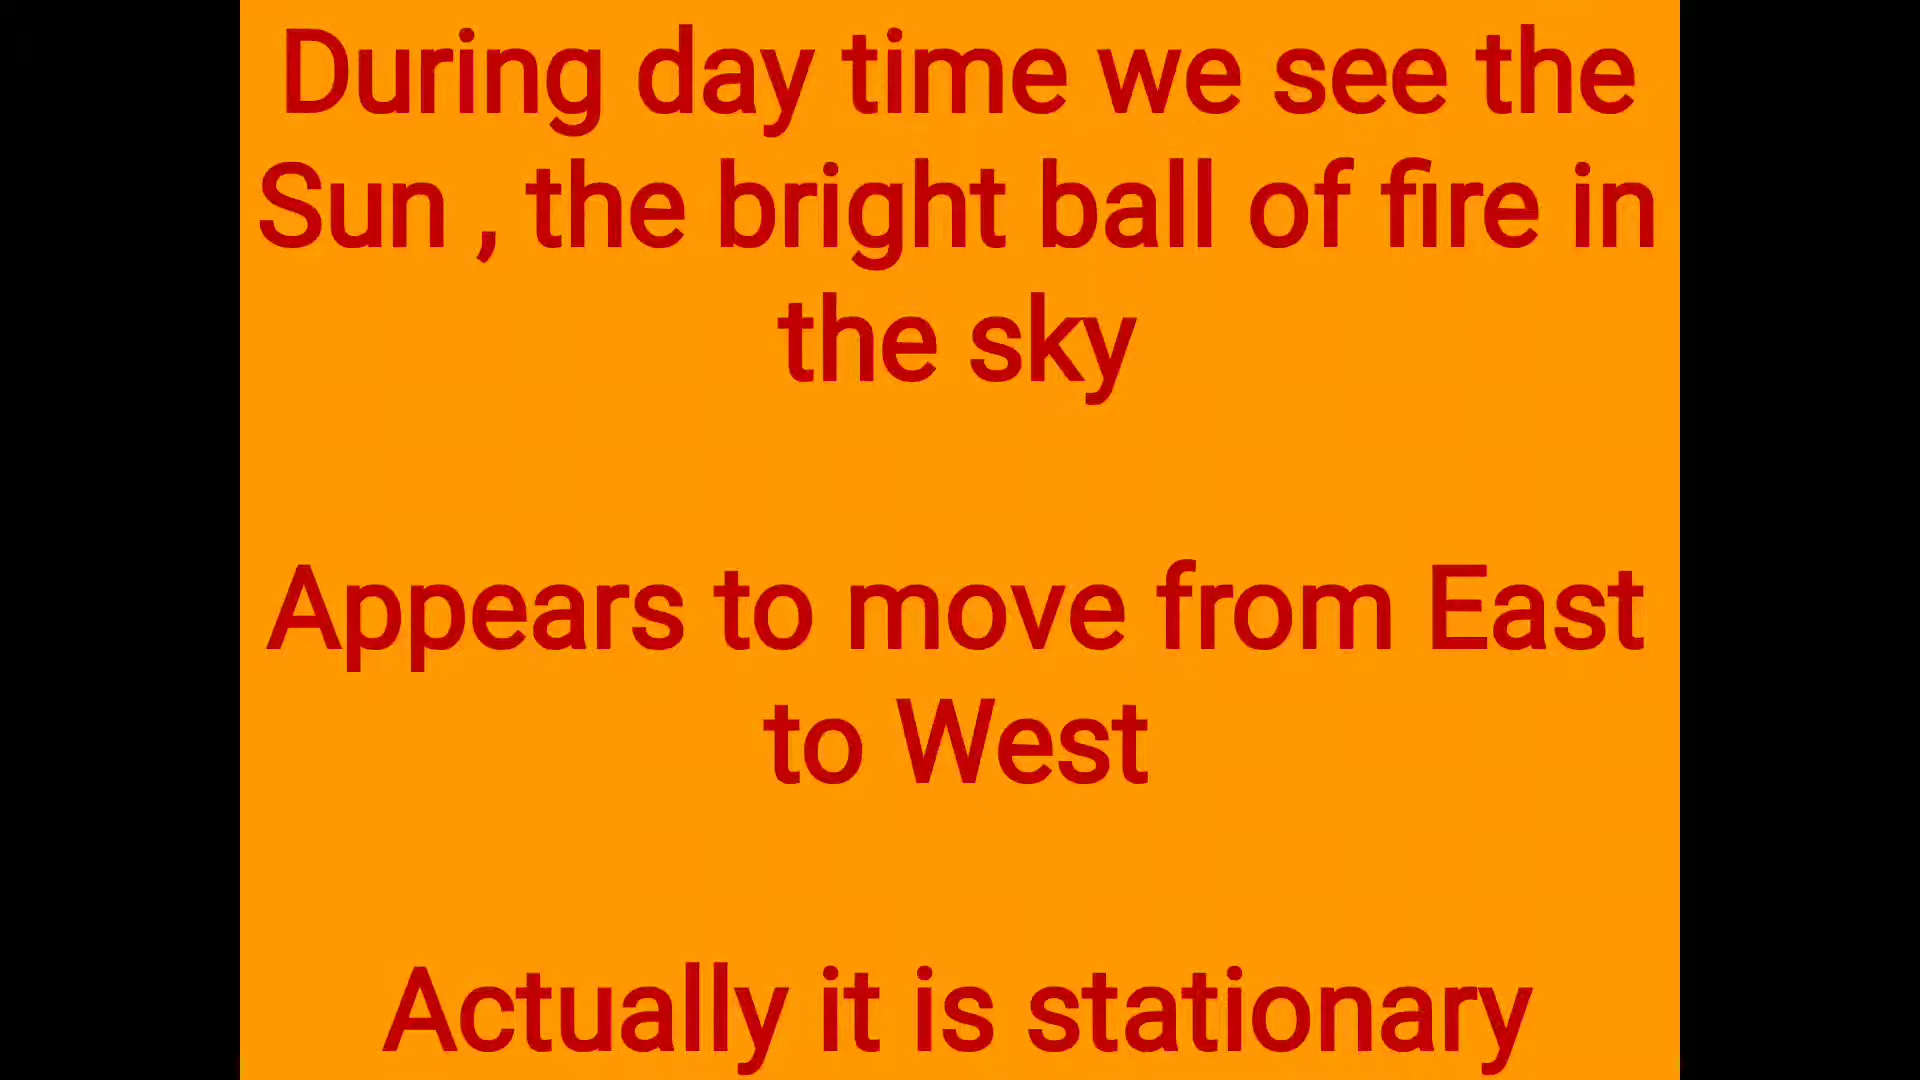 During day time we see the
Sun , the bright ball of fire in
the sky
Appears to move from East
to West
Actually it is stationary